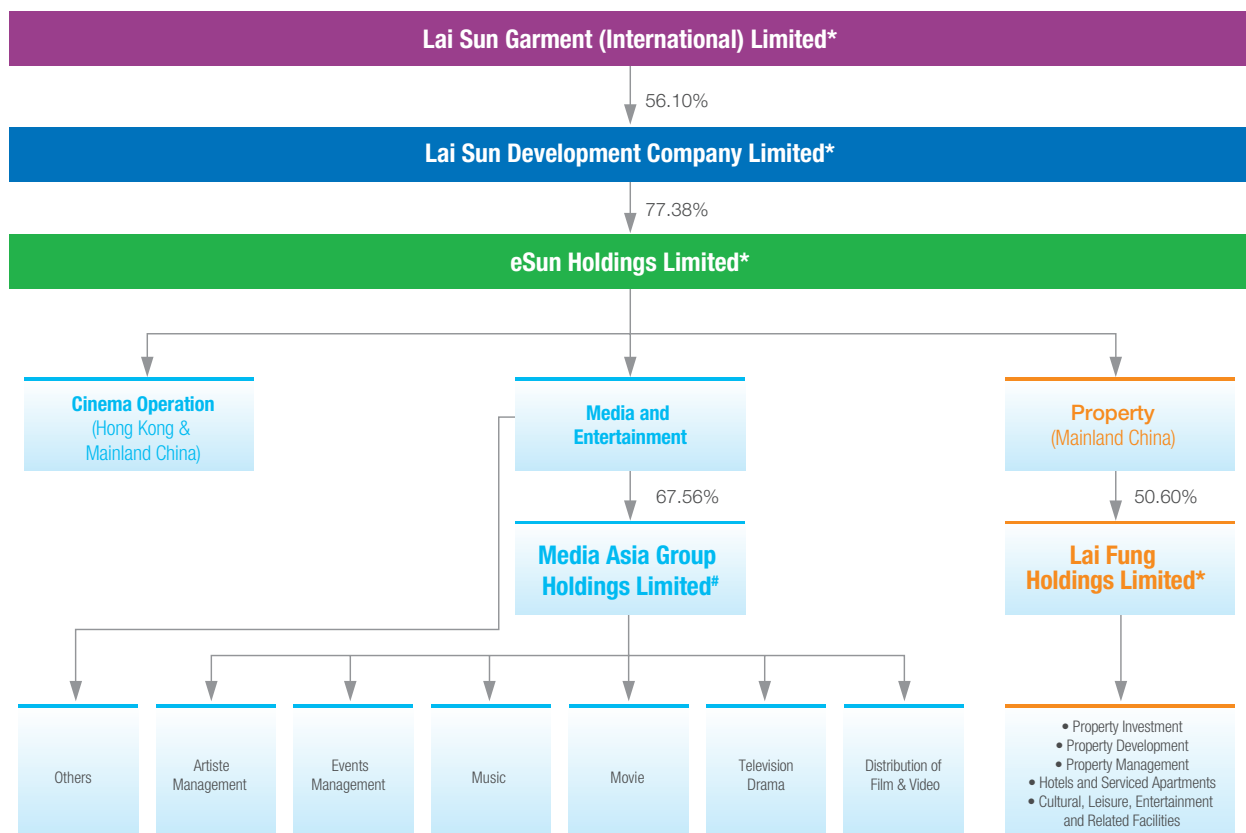 Lai Sun Garment (International) Limited*
56.10%
Lai Sun Development Company Limited*
77.38%
eSun Holdings Limited*
Cinema Operation
(Hong Kong &
Mainland China)
Media and
Entertainment
Property
(Mainland China)
67.56%
50.60%
Media Asia Group
Holdings Limited#
Lai Fung
Holdings Limited*
Others
Artiste
Management
Events
Management
Music
Movie
Television
Drama
Distribution of
Film & Video
• Property Investment
• Property Development
• Property Management
• Hotels and Serviced Apartments
• Cultural, Leisure, Entertainment
and Related Facilities